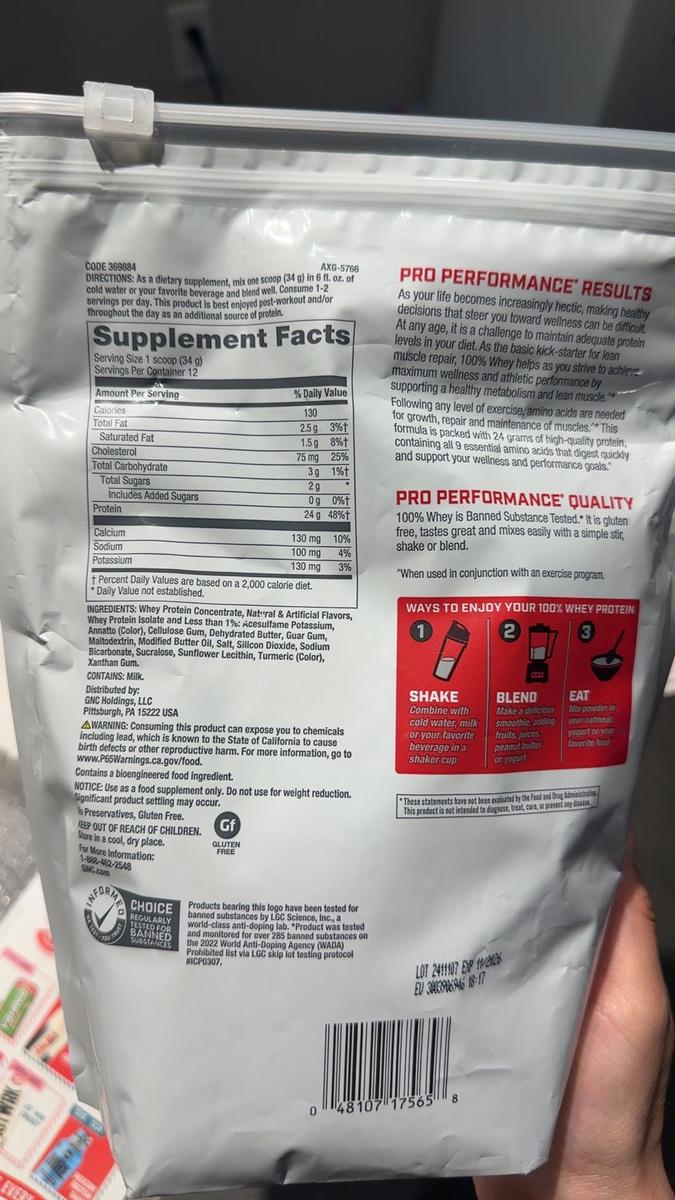 CODE 369884 AXG-5766
DIRECTIONS: As a dietary supplement, mix one scoop (34 g) in 6 fl. oz. of
cold water or your favorite beverage and blend well. Consume 1-2
servings per day. This product is best enjoyed post-workout and/or
throughout the day as an additional source of protein.
Supplement Facts
Serving Size 1 scoop (34 g)
Servings Per Container 12
Amount Per Serving % Daily Value
Calories 130
Total Fat 2.5 g 3%†
Saturated Fat 1.5 g 8%†
Cholesterol 75 mg 25%
Total Carbohydrate 3 g 1%†
Total Sugars 2 g *
Includes Added Sugars 0 g 0%†
Protein 24 g 48%†
Calcium 130 mg 10%
Sodium 100 mg 4%
Potassium 130 mg 3%
† Percent Daily Values are based on a 2,000 calorie diet.
* Daily Value not established.
INGREDIENTS: Whey Protein Concentrate, Natural & Artificial Flavors,
Whey Protein Isolate and Less than 1%: Acesulfame Potassium,
Annatto (Color), Cellulose Gum, Dehydrated Butter, Guar Gum,
Maltodextrin, Modified Butter Oil, Salt, Silicon Dioxide, Sodium
Bicarbonate, Sucralose, Sunflower Lecithin, Turmeric (Color),
Xanthan Gum.
CONTAINS: Milk.
Distributed by:
GNC Holdings, LLC
Pittsburgh, PA 15222 USA
⚠WARNING: Consuming this product can expose you to chemicals
including lead, which is known to the State of California to cause
birth defects or other reproductive harm. For more information, go to
www.P65Warnings.ca.gov/food.
Contains a bioengineered food ingredient.
NOTICE: Use as a food supplement only. Do not use for weight reduction.
Significant product settling may occur.
No Preservatives, Gluten Free.
KEEP OUT OF REACH OF CHILDREN.
Store in a cool, dry place.
For More Information:
1-888-462-2548
GNC.com
Gf
GLUTEN
FREE
INFORMED
CHOICE
REGULARLY
TESTED FOR
BANNED
SUBSTANCES
Products bearing this logo have been tested for
banned substances by LGC Science, Inc., a
world-class anti-doping lab. *Product was tested
and monitored for over 285 banned substances on
the 2022 World Anti-Doping Agency (WADA)
Prohibited list via LGC skip lot testing protocol
#ICP0307.
PRO PERFORMANCE® RESULTS
As your life becomes increasingly hectic, making healthy
decisions that steer you toward wellness can be difficult.
At any age, it is a challenge to maintain adequate protein
levels in your diet. As the basic kick-starter for lean
muscle repair, 100% Whey helps as you strive to achieve
maximum wellness and athletic performance by
supporting a healthy metabolism and lean muscle.^*
Following any level of exercise, amino acids are needed
for growth, repair and maintenance of muscles.^* This
formula is packed with 24 grams of high-quality protein,
containing all 9 essential amino acids that digest quickly
and support your wellness and performance goals.^
PRO PERFORMANCE® QUALITY
100% Whey is Banned Substance Tested.* It is gluten
free, tastes great and mixes easily with a simple stir,
shake or blend.
^When used in conjunction with an exercise program.
WAYS TO ENJOY YOUR 100% WHEY PROTEIN
1
2
3
SHAKE
Combine with
cold water, milk
or your favorite
beverage in a
shaker cup
BLEND
Make a delicious
smoothie, adding
fruits, juices,
peanut butter
or yogurt
EAT
Mix powder in
your oatmeal,
yogurt or your
favorite food
*These statements have not been evaluated by the Food and Drug Administration.
This product is not intended to diagnose, treat, cure, or prevent any disease.
LOT 2411107 EXP 11/2026
EU 3003906946 18:17
0 48107 17565 8